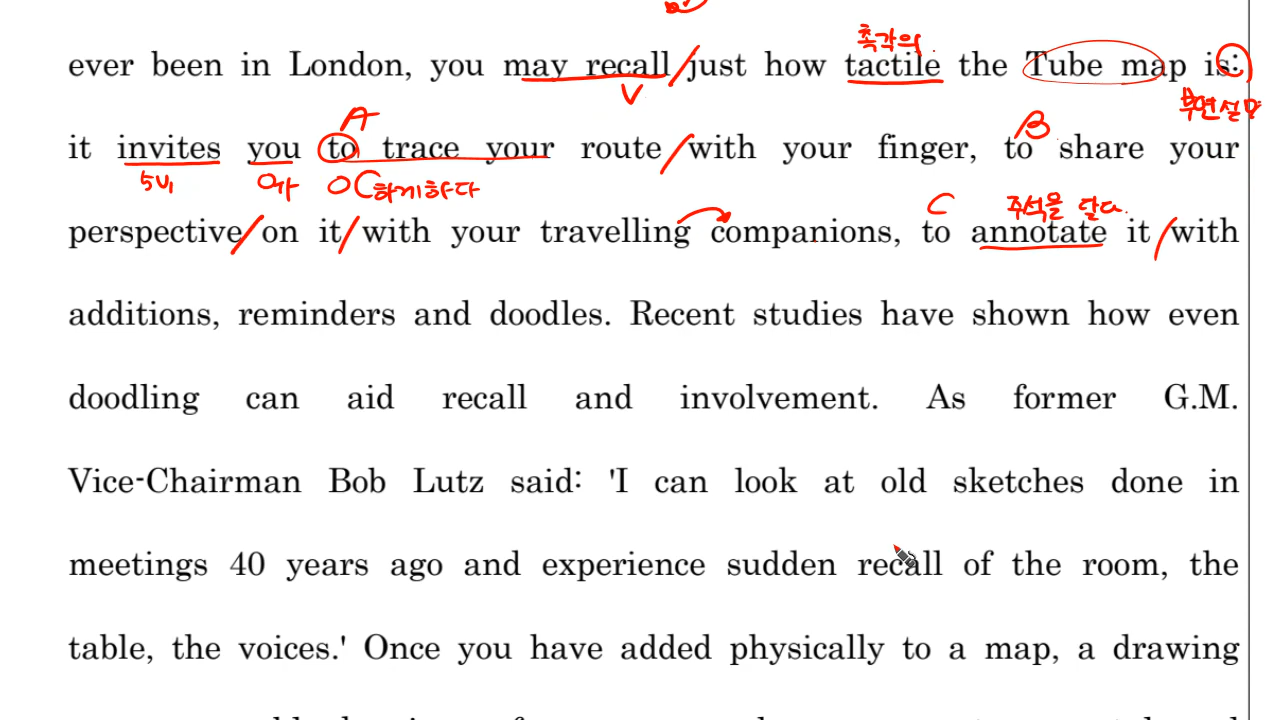 촉각의
ever been in London, you may recall / just how tactile the Tube map is:
V
부연설명
A
B
it invites you to trace your route / with your finger, to share your
5V
OC하게하다
C
주석을 달다
perspective / on it / with your travelling companions, to annotate it / with
additions, reminders and doodles. Recent studies have shown how even
doodling can aid recall and involvement. As former G.M.
Vice-Chairman Bob Lutz said: 'I can look at old sketches done in
meetings 40 years ago and experience sudden recall of the room, the
table, the voices.' Once you have added physically to a map, a drawing